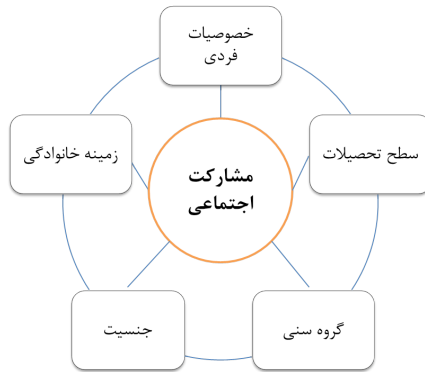 خصوصیات
فردی
سطح تحصیلات
زمینه خانوادگی
مشارکت
اجتماعی
گروه سنی
جنسیت